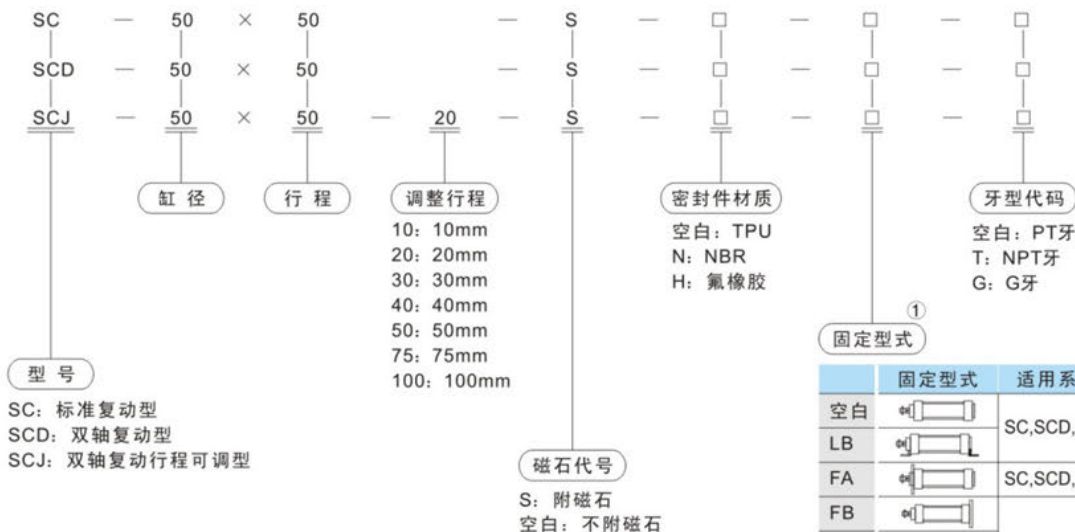 SC — 50 × 50 — S — □ — □ — □
SCD — 50 × 50 — S — □ — □ — □
SCJ — 50 × 50 — 20 — S — □ — □ — □
缸径 行程 调整行程 密封件材质 牙型代码
10：10mm
20：20mm
30：30mm
40：40mm
50：50mm
75：75mm
100：100mm
空白：TPU
N：NBR
H：氟橡胶
空白：PT牙
T：NPT牙
G：G牙
型号
SC：标准复动型
SCD：双轴复动型
SCJ：双轴复动行程可调型
磁石代号
S：附磁石
空白：不附磁石
固定型式 ①
固定型式 适用系
空白
LB
SC,SCD,
FA SC,SCD,
FB